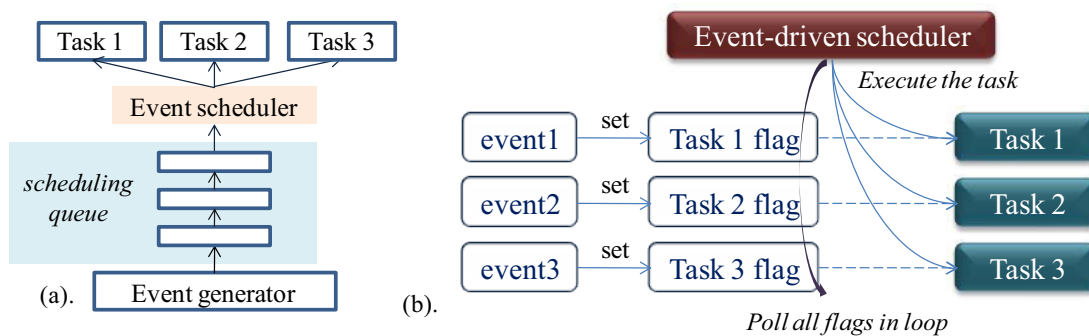 Task 1
Task 2
Task 3
Event scheduler
scheduling
queue
Event generator
(a).
Event-driven scheduler
Execute the task
event1
set
Task 1 flag
Task 1
event2
set
Task 2 flag
Task 2
event3
set
Task 3 flag
Task 3
(b).
Poll all flags in loop